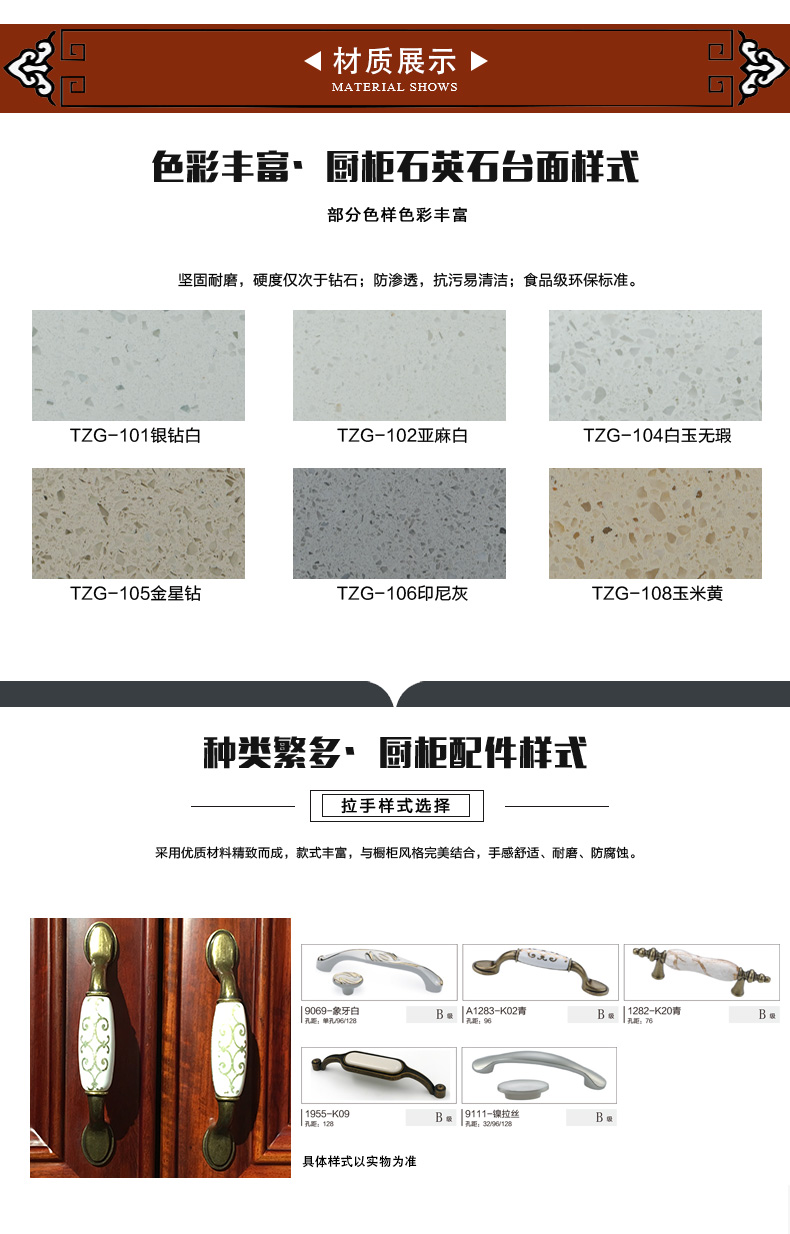 材质展示
MATERIAL SHOWS
色彩丰富· 厨柜石英石台面样式
部分色样色彩丰富
坚固耐磨，硬度仅次于钻石；防渗透，抗污易清洁；食品级环保标准。
TZG-101银钻白
TZG-102亚麻白
TZG-104白玉无瑕
TZG-105金星钻
TZG-106印尼灰
TZG-108玉米黄
种类繁多· 厨柜配件样式
拉手样式选择
采用优质材料精致而成，款式丰富，与橱柜风格完美结合，手感舒适、耐磨、防腐蚀。
9069-象牙白
孔距：单孔/96/128
B 级
A1283-K02青
孔距：96
B 级
1282-K20青
孔距：76
B 级
1955-K09
孔距：128
B 级
9111-镍拉丝
孔距：32/96/128
B 级
具体样式以实物为准